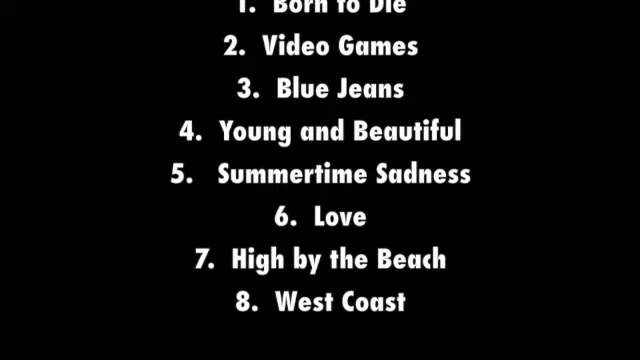 1. Born to Die
2. Video Games
3. Blue Jeans
4. Young and Beautiful
5. Summertime Sadness
6. Love
7. High by the Beach
8. West Coast